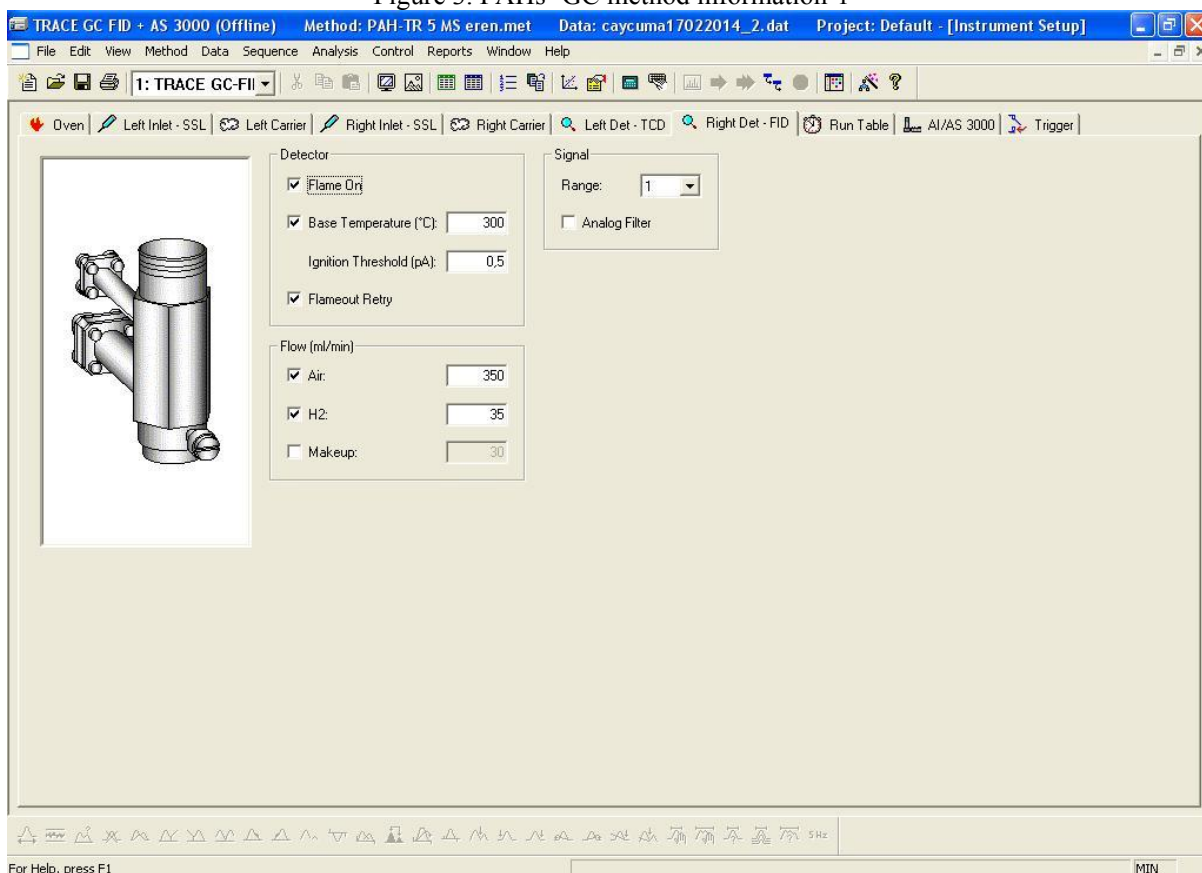 Figure 3. PAHs' GC method information-1
TRACE GC FID + AS 3000 (Offline) Method: PAH-TR 5 MS eren.met Data: caycuma17022014_2.dat Project: Default - [Instrument Setup]
File Edit View Method Data Sequence Analysis Control Reports Window Help
1: TRACE GC-FII
Oven Left Inlet - SSL Left Carrier Right Inlet - SSL Right Carrier Left Det - TCD Right Det - FID Run Table AI/AS 3000 Trigger
Detector
Flame On
Base Temperature (°C): 300
Ignition Threshold (pA): 0,5
Flameout Retry
Signal
Range: 1
Analog Filter
Flow (ml/min)
Air: 350
H2: 35
Makeup: 30
5Hz
For Help, press F1
MIN